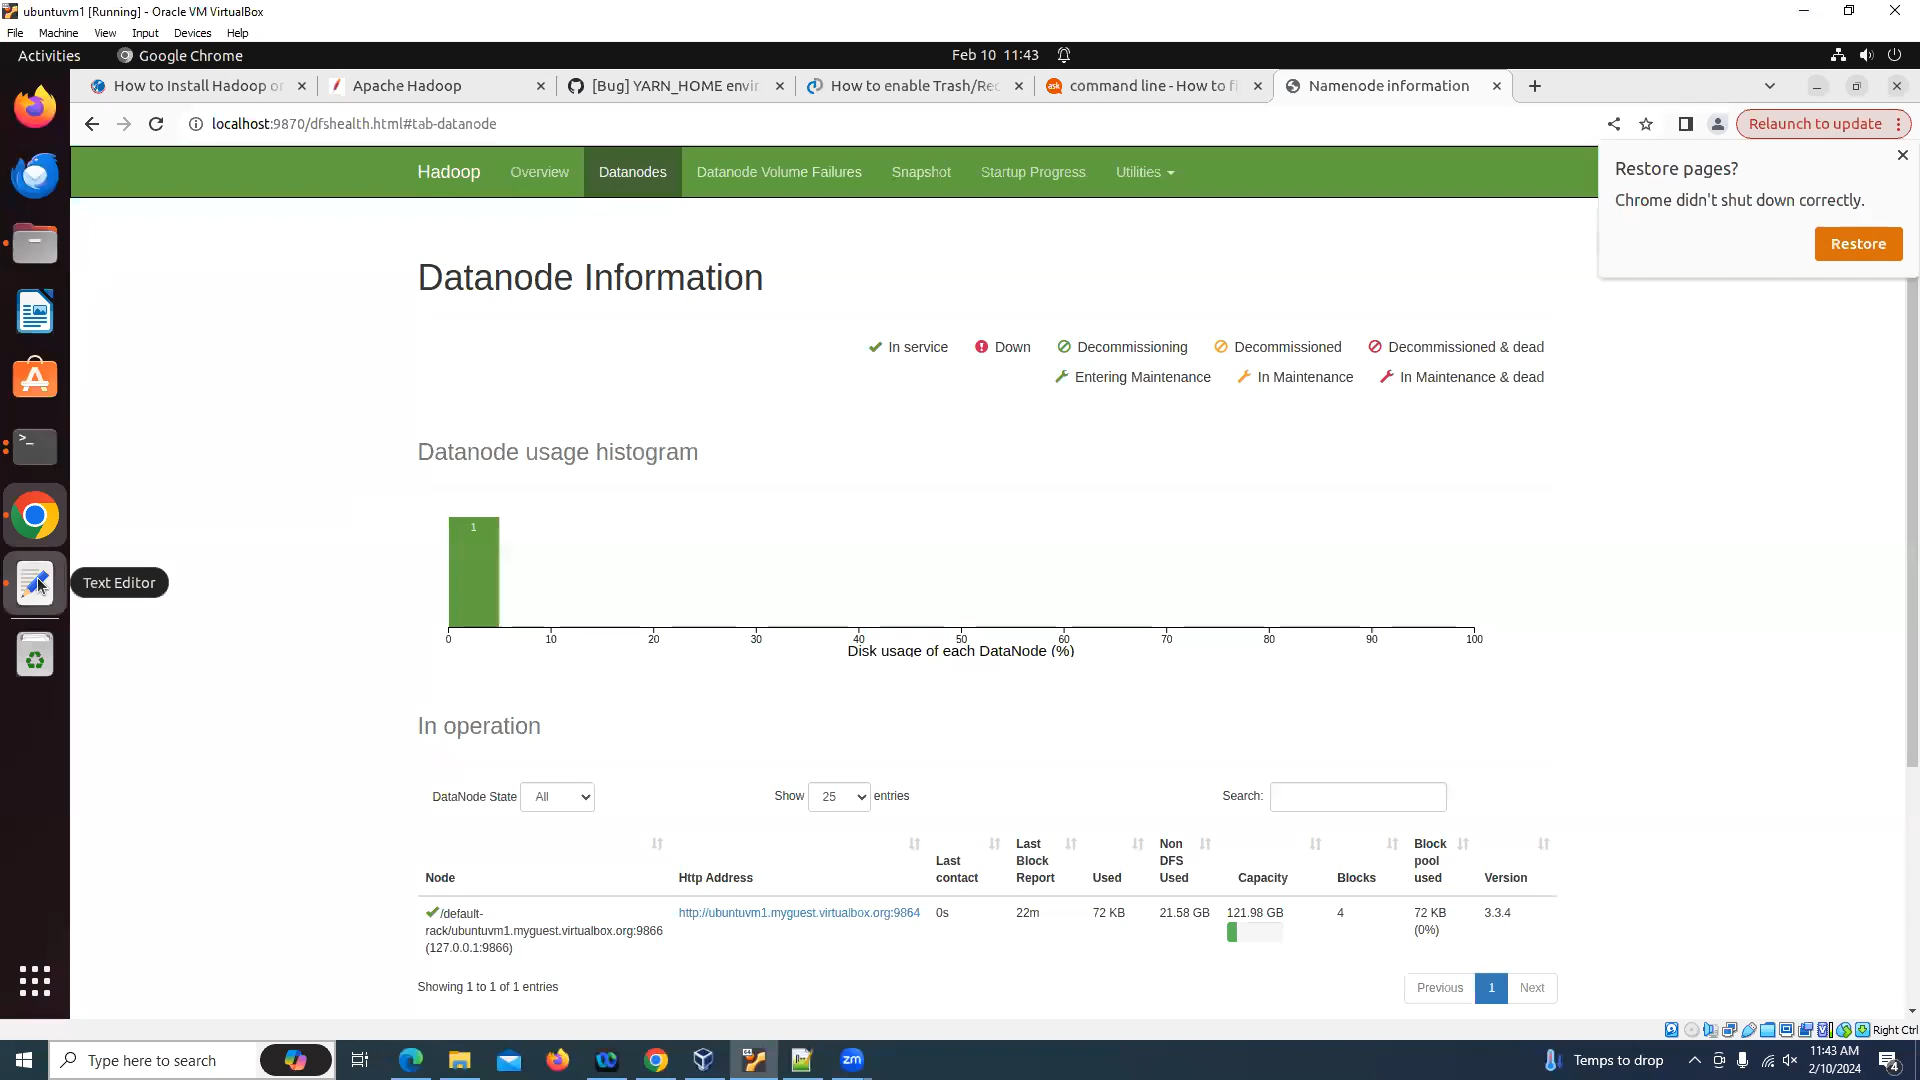 ubuntuvm1 [Running] - Oracle VM VirtualBox
File Machine View Input Devices Help
Activities Google Chrome Feb 10 11:43
How to Install Hadoop or
Apache Hadoop
[Bug] YARN_HOME envir
How to enable Trash/Rec
command line - How to fi
Namenode information
localhost:9870/dfshealth.html#tab-datanode
Relaunch to update
Hadoop Overview Datanodes Datanode Volume Failures Snapshot Startup Progress Utilities
Restore pages?
Chrome didn't shut down correctly.
Restore
Datanode Information
In service Down Decommissioning Decommissioned Decommissioned & dead
Entering Maintenance In Maintenance In Maintenance & dead
Datanode usage histogram
1
Text Editor
0 10 20 30 40 50 60 70 80 90 100
Disk usage of each DataNode (%)
In operation
DataNode State All Show 25 entries Search:
Node
Http Address
Last contact
Last Block Report
Used
Non DFS Used
Capacity
Blocks
Block pool used
Version
/default-
rack/ubuntuvm1.myguest.virtualbox.org:9866
(127.0.0.1:9866)
http://ubuntuvm1.myguest.virtualbox.org:9864
0s
22m
72 KB
21.58 GB
121.98 GB
4
72 KB
(0%)
3.3.4
Showing 1 to 1 of 1 entries
Previous 1 Next
Right Ctrl
Type here to search
zm
Temps to drop
11:43 AM
2/10/2024
4